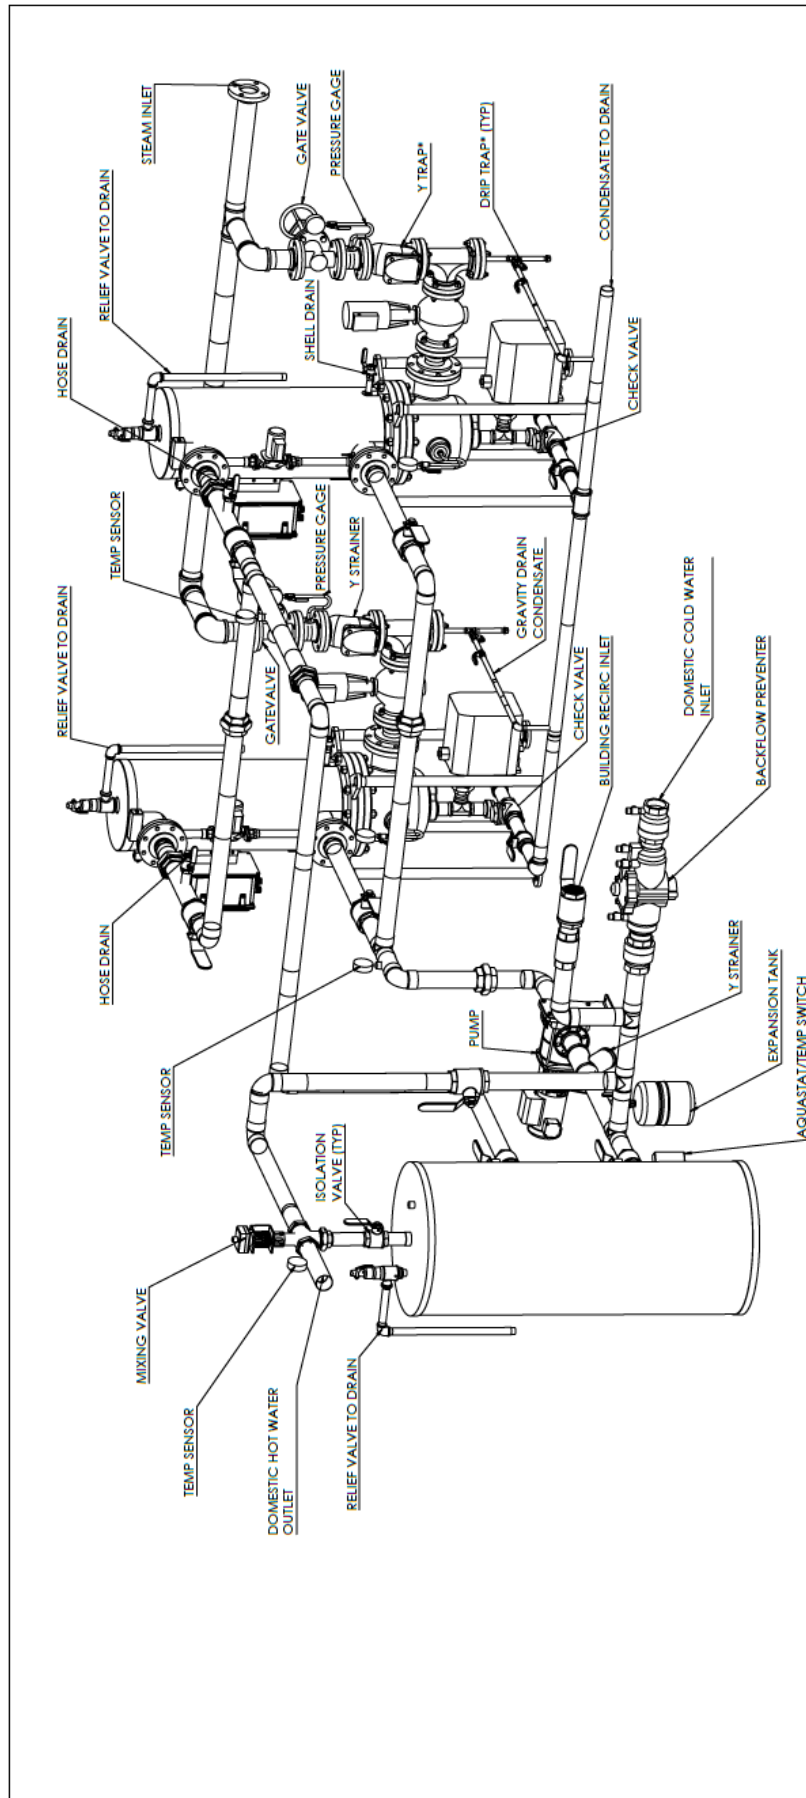 STEAM INLET
RELIEF VALVE TO DRAIN
GATE VALVE
PRESSURE GAGE
HOSE DRAIN
SHELL DRAIN
Y TRAP*
DRIP TRAP* (TYP)
CONDENSATE TO DRAIN
TEMP SENSOR
PRESSURE GAGE
Y STRAINER
CHECK VALVE
RELIEF VALVE TO DRAIN
GATEVALVE
GRAVITY DRAIN
CONDENSATE
CHECK VALVE
BUILDING RECIRC INLET
DOMESTIC COLD WATER
INLET
BACKFLOW PREVENTER
HOSE DRAIN
TEMP SENSOR
PUMP
Y STRAINER
EXPANSION TANK
AQUASTAT/TEMP SWITCH
ISOLATION
VALVE (TYP)
MIXING VALVE
TEMP SENSOR
DOMESTIC HOT WATER
OUTLET
RELIEF VALVE TO DRAIN